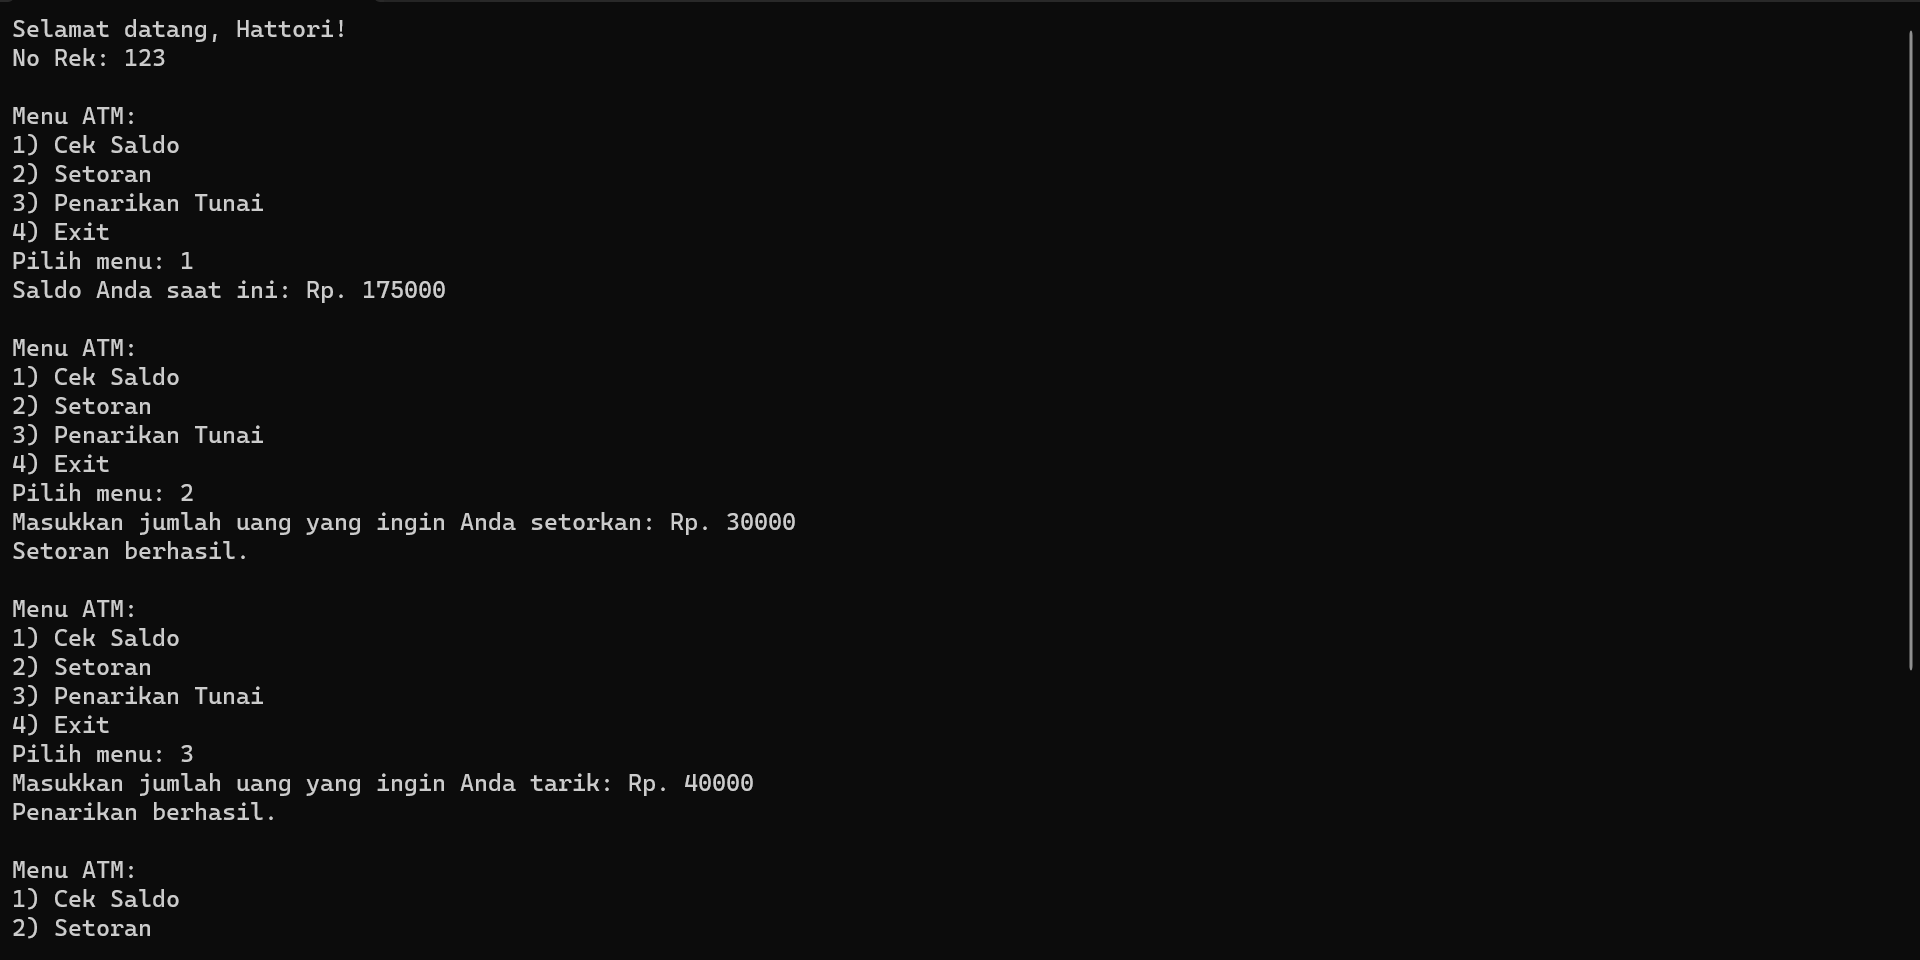 Selamat datang, Hattori!
No Rek: 123
Menu ATM:
1) Cek Saldo
2) Setoran
3) Penarikan Tunai
4) Exit
Pilih menu: 1
Saldo Anda saat ini: Rp. 175000
Menu ATM:
1) Cek Saldo
2) Setoran
3) Penarikan Tunai
4) Exit
Pilih menu: 2
Masukkan jumlah uang yang ingin Anda setorkan: Rp. 30000
Setoran berhasil.
Menu ATM:
1) Cek Saldo
2) Setoran
3) Penarikan Tunai
4) Exit
Pilih menu: 3
Masukkan jumlah uang yang ingin Anda tarik: Rp. 40000
Penarikan berhasil.
Menu ATM:
1) Cek Saldo
2) Setoran